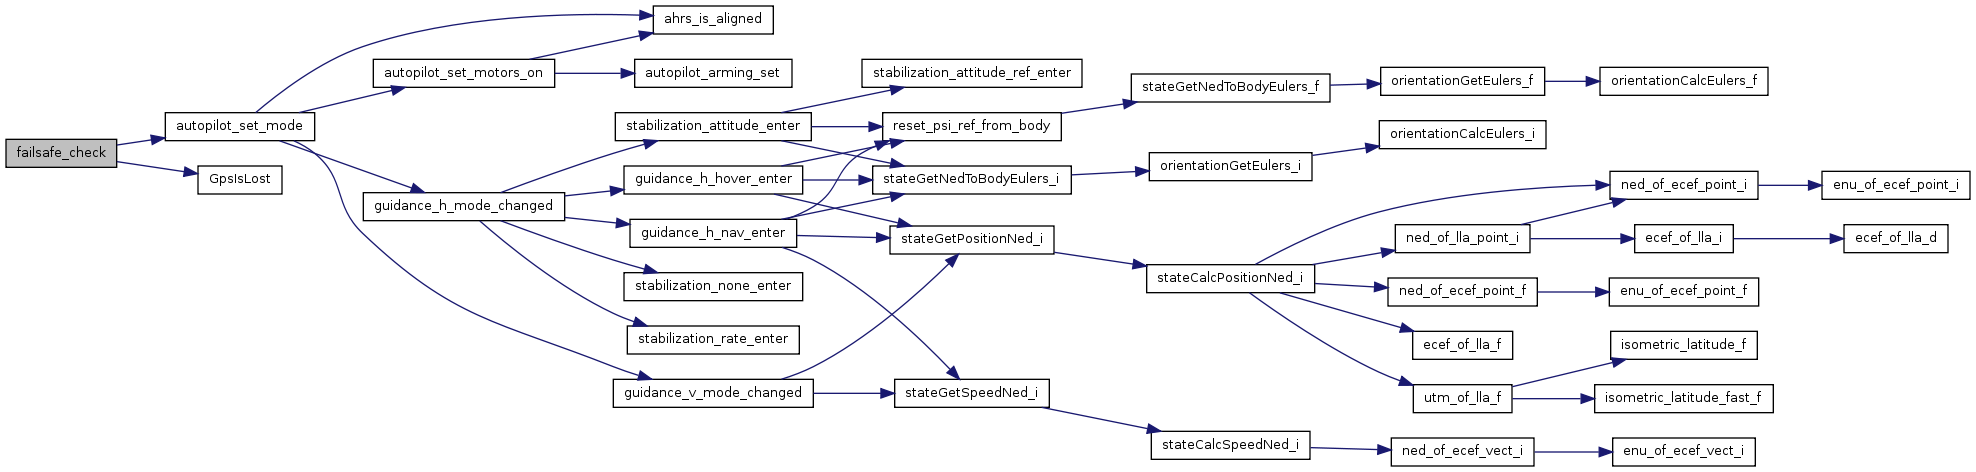 failsafe_check
autopilot_set_mode
GpsIsLost
ahrs_is_aligned
autopilot_set_motors_on
autopilot_arming_set
guidance_h_mode_changed
stabilization_attitude_enter
guidance_h_hover_enter
guidance_h_nav_enter
stabilization_none_enter
stabilization_rate_enter
guidance_v_mode_changed
stabilization_attitude_ref_enter
reset_psi_ref_from_body
stateGetNedToBodyEulers_i
stateGetPositionNed_i
stateGetSpeedNed_i
stateGetNedToBodyEulers_f
orientationGetEulers_i
stateCalcPositionNed_i
stateCalcSpeedNed_i
orientationGetEulers_f
orientationCalcEulers_i
ned_of_lla_point_i
ned_of_ecef_point_f
ecef_of_lla_f
utm_of_lla_f
ned_of_ecef_vect_i
orientationCalcEulers_f
ned_of_ecef_point_i
ecef_of_lla_i
enu_of_ecef_point_f
isometric_latitude_f
isometric_latitude_fast_f
enu_of_ecef_vect_i
enu_of_ecef_point_i
ecef_of_lla_d